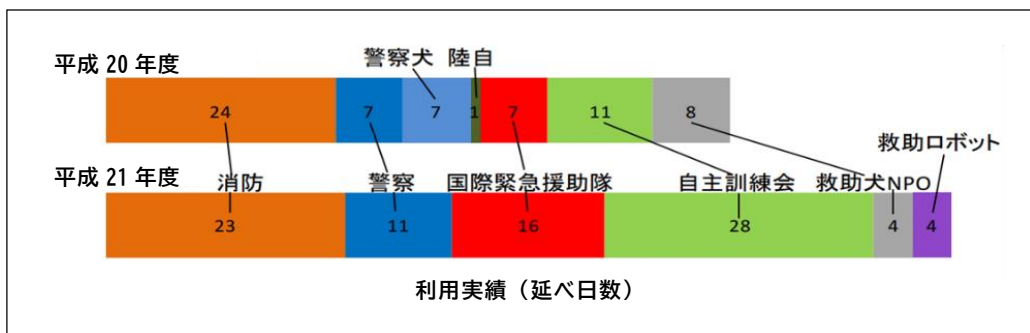 平成 20 年度
警察犬 陸自
24 7 7 1 7 11 8
救助ロボット
平成 21 年度
消防 警察 国際緊急援助隊 自主訓練会 救助犬NPO
23 11 16 28 4 4
利用実績（延べ日数）